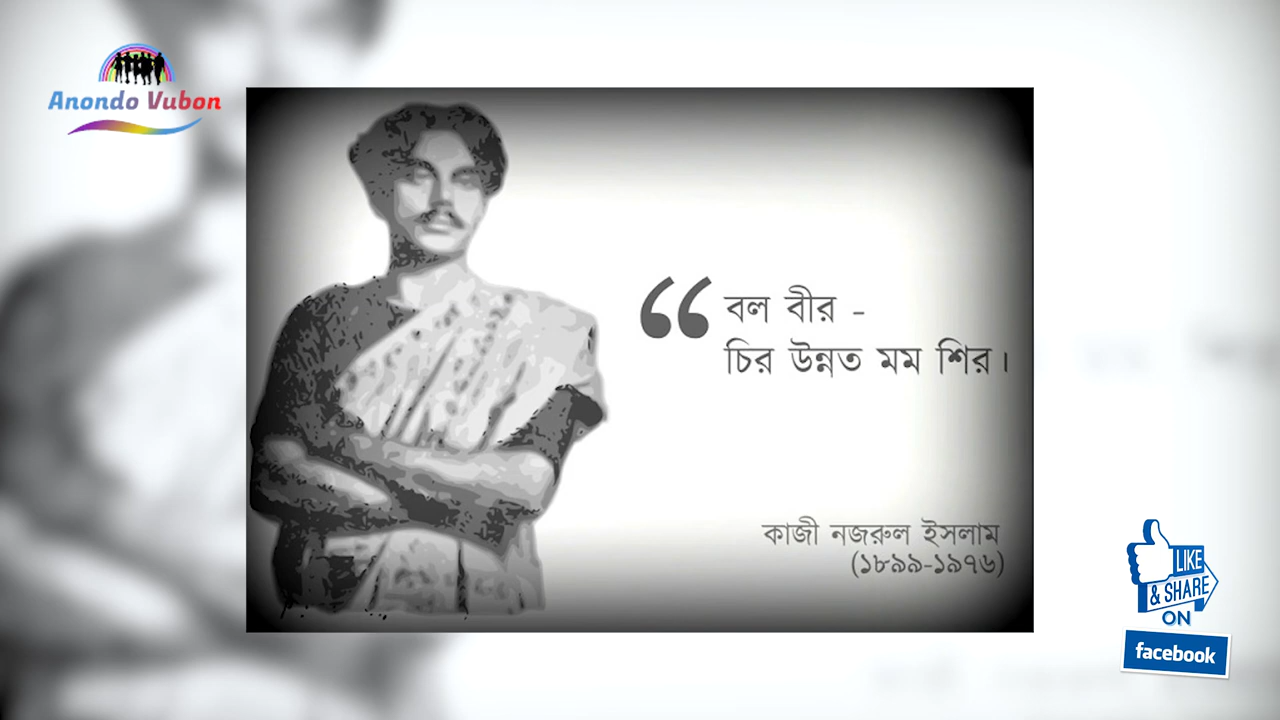 Anondo Vubon
“বল বীর -
চির উন্নত মম শির।
কাজী নজরুল ইসলাম
(১৮৯৯-১৯৭৬)
LIKE
& SHARE
ON
facebook